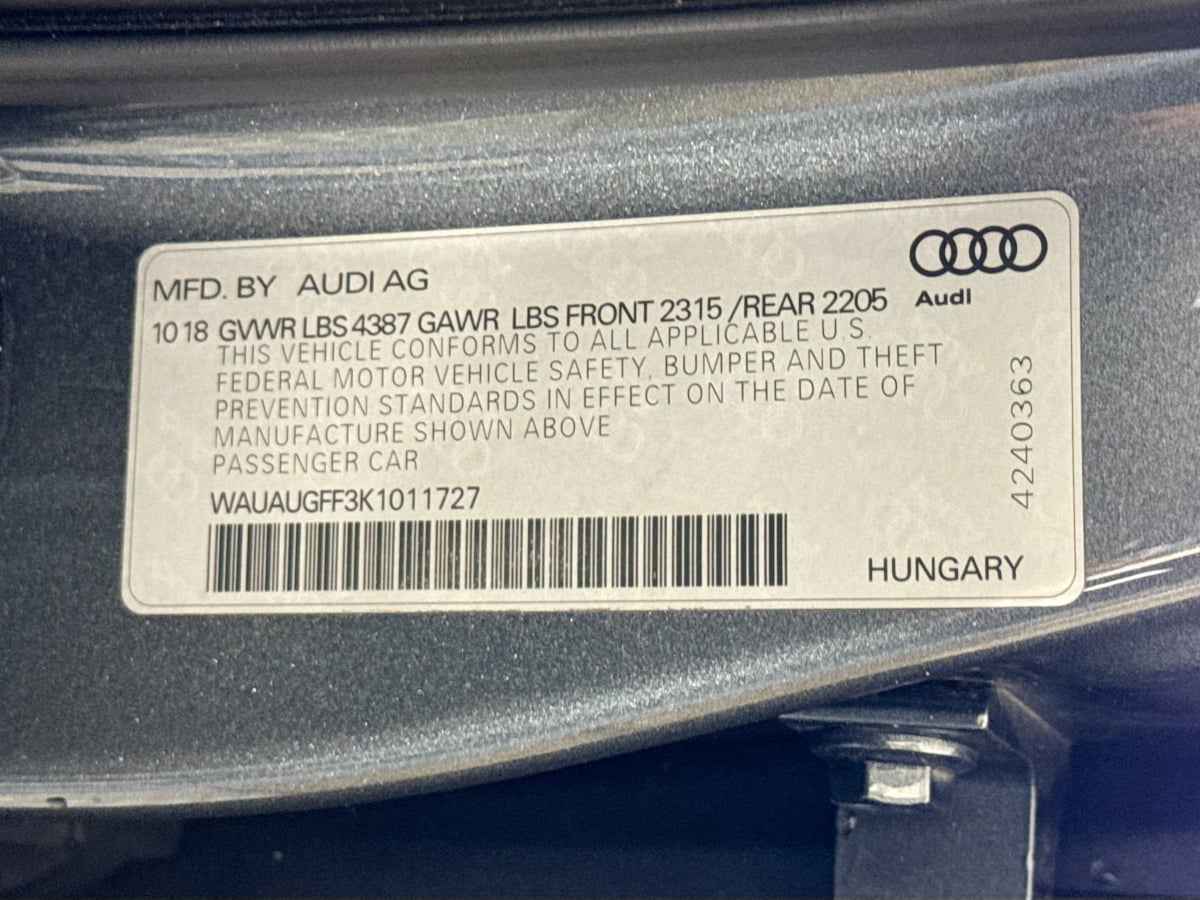 MFD. BY AUDI AG
Audi
10 18 GVWR LBS 4387 GAWR LBS FRONT 2315 /REAR 2205
THIS VEHICLE CONFORMS TO ALL APPLICABLE U.S.
FEDERAL MOTOR VEHICLE SAFETY, BUMPER AND THEFT
PREVENTION STANDARDS IN EFFECT ON THE DATE OF
MANUFACTURE SHOWN ABOVE
PASSENGER CAR
WAUAUGFF3K1011727
42403363
HUNGARY